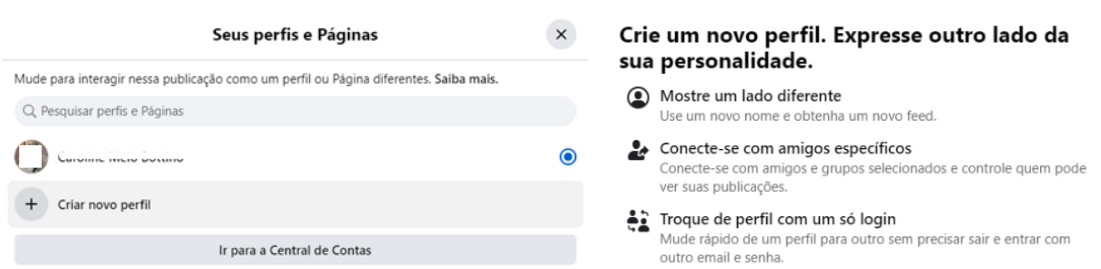 Seus perfis e Páginas
Mude para interagir nessa publicação como um perfil ou Página diferentes. Saiba mais.
Pesquisar perfis e Páginas
Criar novo perfil
Ir para a Central de Contas
Crie um novo perfil. Expresse outro lado da
sua personalidade.
Mostre um lado diferente
Use um novo nome e obtenha um novo feed.
Conecte-se com amigos específicos
Conecte-se com amigos e grupos selecionados e controle quem pode
ver suas publicações.
Troque de perfil com um só login
Mude rápido de um perfil para outro sem precisar sair e entrar com
outro email e senha.